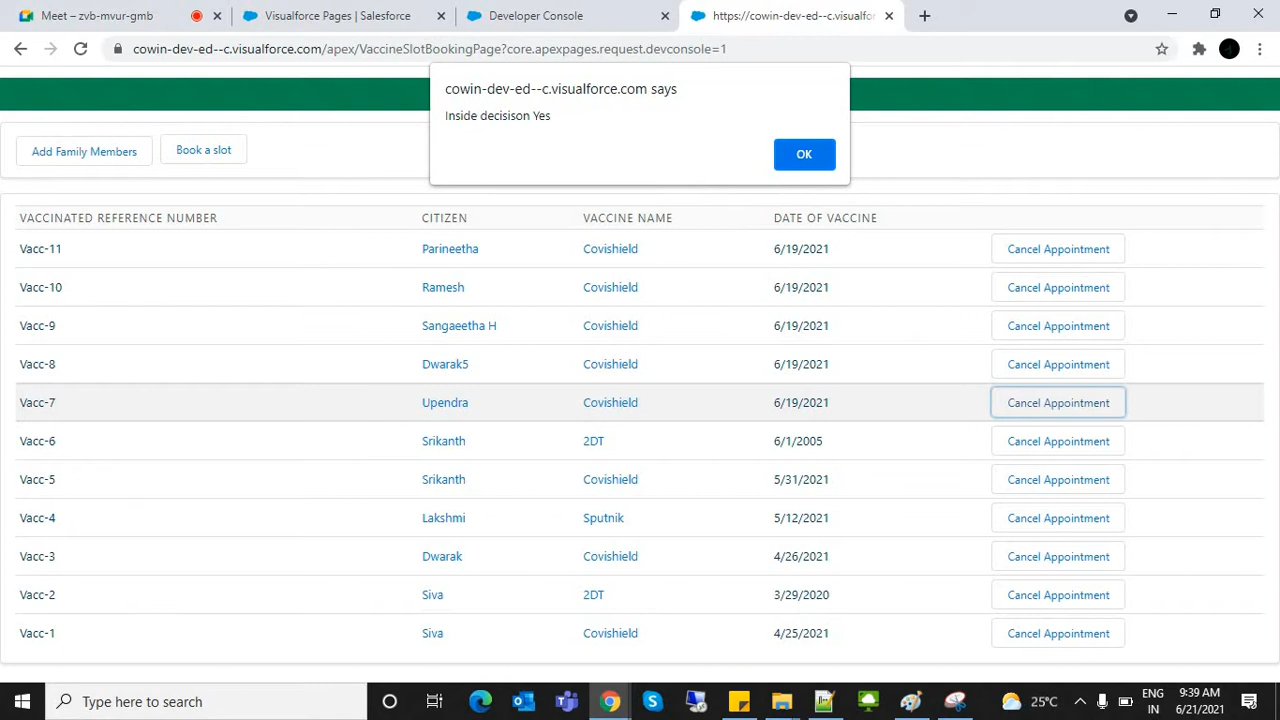 Meet – zvb-mvur-gmb
Visualforce Pages | Salesforce
Developer Console
https://cowin-dev-ed--c.visualforc
cowin-dev-ed--c.visualforce.com/apex/VaccineSlotBookingPage?core.apexpages.request.devconsole=1
cowin-dev-ed--c.visualforce.com says
Inside decisison Yes
OK
Add Family Members
Book a slot
VACCINATED REFERENCE NUMBER CITIZEN VACCINE NAME DATE OF VACCINE
Vacc-11 Parineetha Covishield 6/19/2021 Cancel Appointment
Vacc-10 Ramesh Covishield 6/19/2021 Cancel Appointment
Vacc-9 Sangaeetha H Covishield 6/19/2021 Cancel Appointment
Vacc-8 Dwarak5 Covishield 6/19/2021 Cancel Appointment
Vacc-7 Upendra Covishield 6/19/2021 Cancel Appointment
Vacc-6 Srikanth 2DT 6/1/2005 Cancel Appointment
Vacc-5 Srikanth Covishield 5/31/2021 Cancel Appointment
Vacc-4 Lakshmi Sputnik 5/12/2021 Cancel Appointment
Vacc-3 Dwarak Covishield 4/26/2021 Cancel Appointment
Vacc-2 Siva 2DT 3/29/2020 Cancel Appointment
Vacc-1 Siva Covishield 4/25/2021 Cancel Appointment
Type here to search
25°C
ENG
IN
9:39 AM
6/21/2021